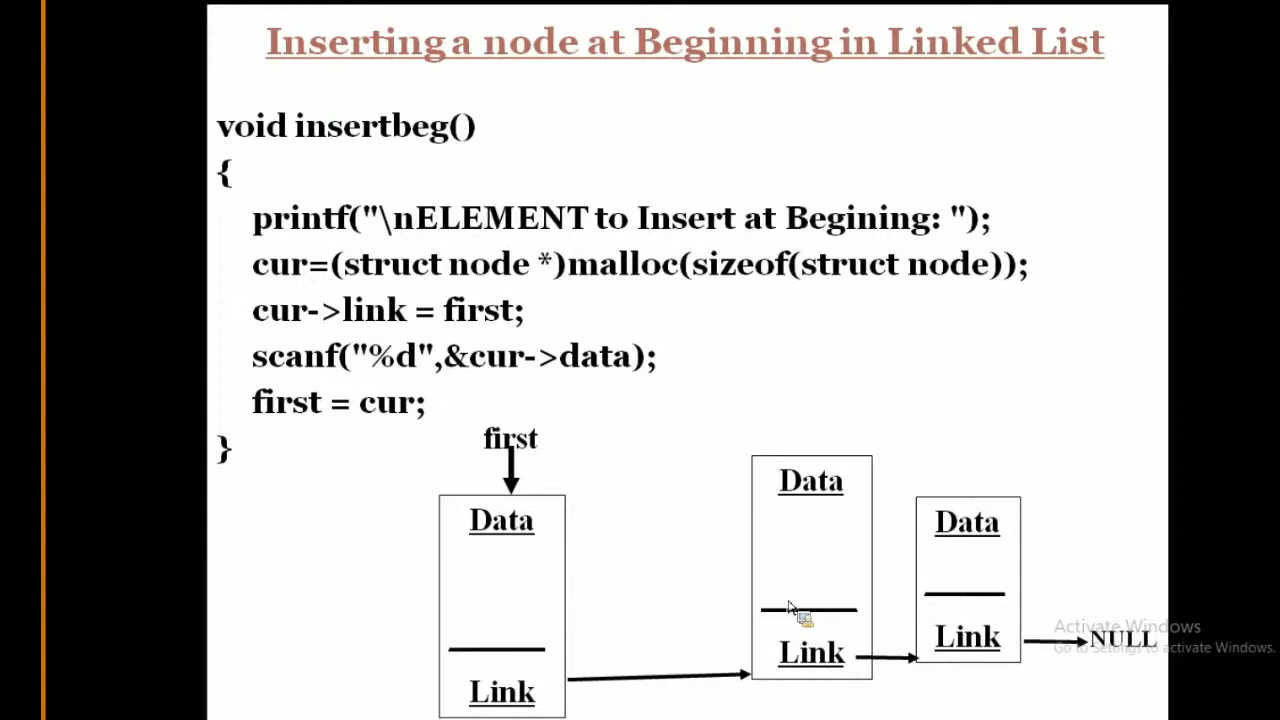 Inserting a node at Beginning in Linked List
void insertbeg()
{
printf("\nELEMENT to Insert at Begining: ");
cur=(struct node *)malloc(sizeof(struct node));
cur->link = first;
scanf("%d",&cur->data);
first = cur;
}
first
Data
Link
Data
Link
Data
Link
NULL
Activate Windows
Go to Settings to activate Windows.